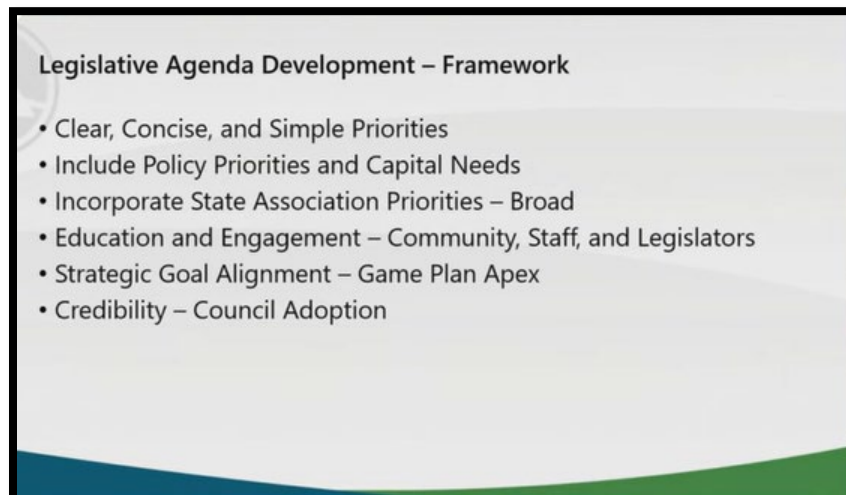 Legislative Agenda Development – Framework
• Clear, Concise, and Simple Priorities
• Include Policy Priorities and Capital Needs
• Incorporate State Association Priorities – Broad
• Education and Engagement – Community, Staff, and Legislators
• Strategic Goal Alignment – Game Plan Apex
• Credibility – Council Adoption